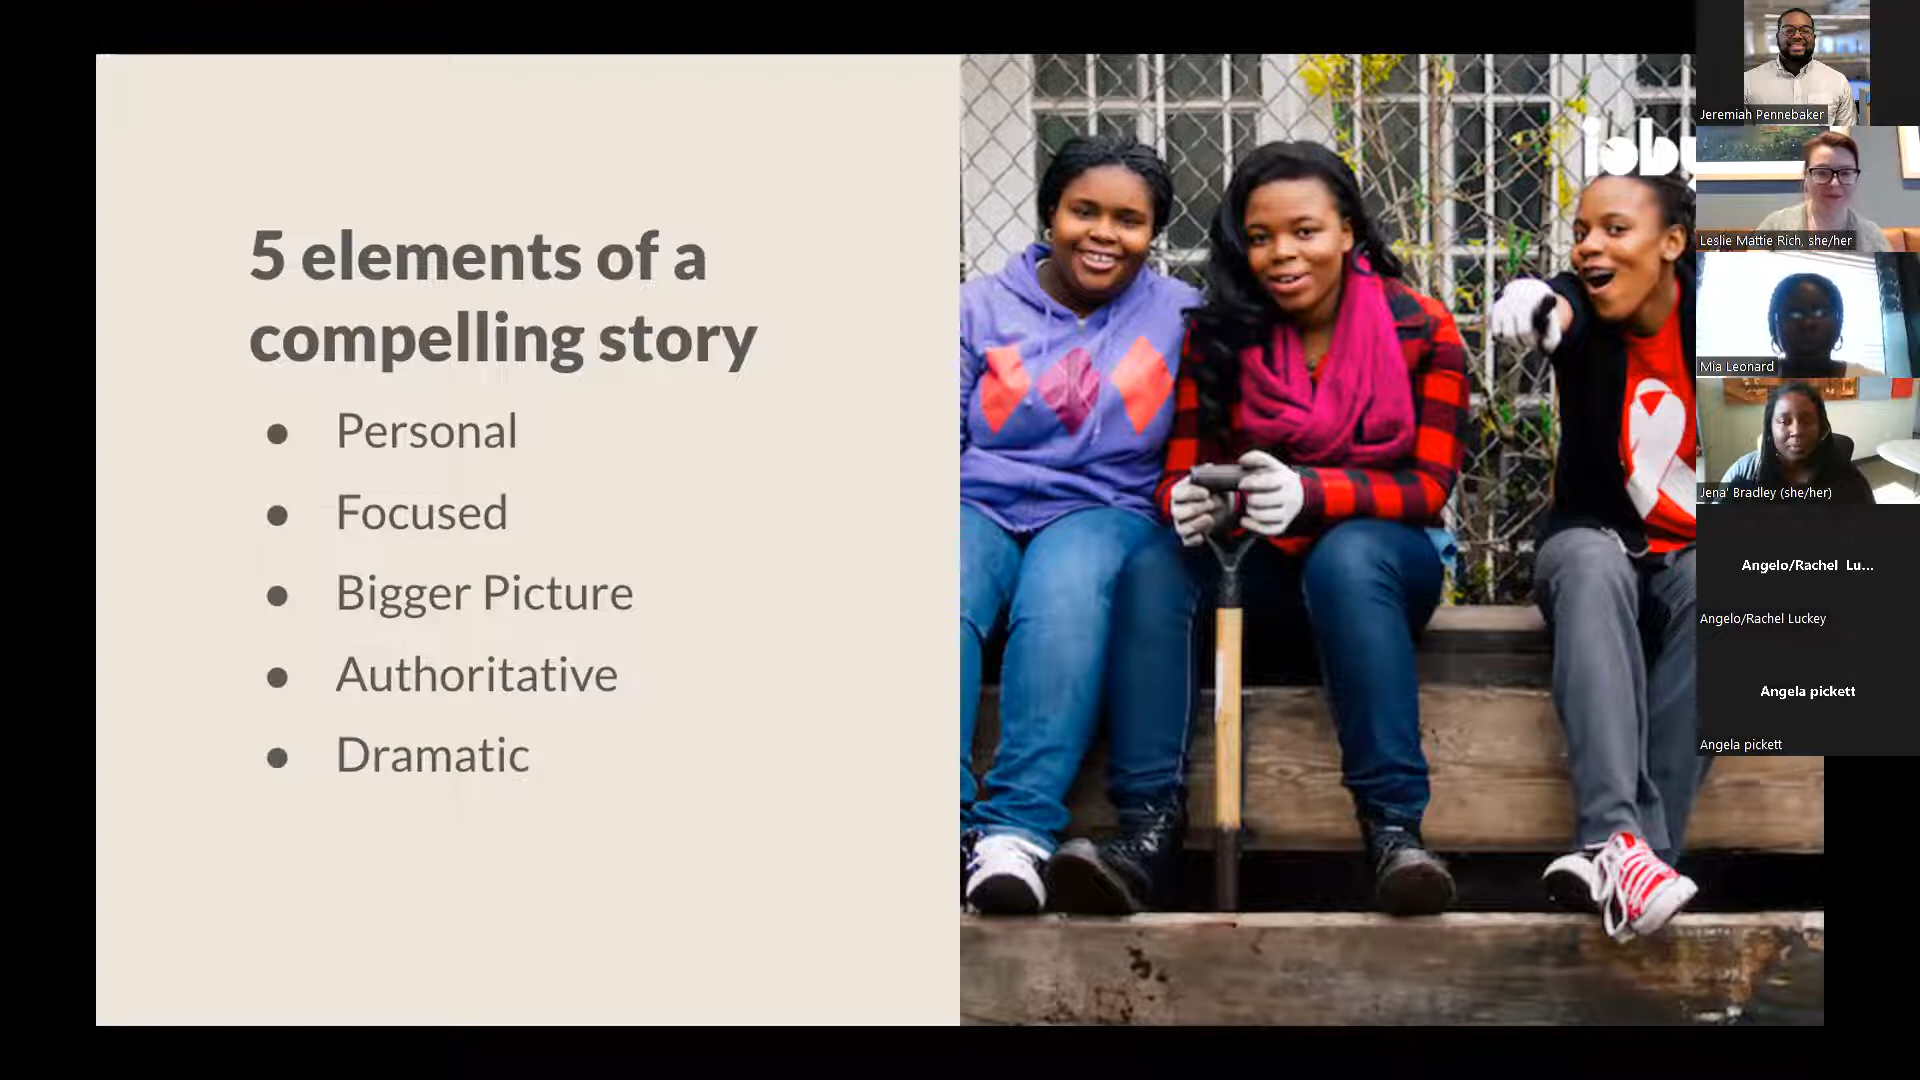 5 elements of a
compelling story
● Personal
● Focused
● Bigger Picture
● Authoritative
● Dramatic
ioby
Jeremiah Pennebaker
Leslie Mattie Rich, she/her
Mia Leonard
Jena' Bradley (she/her)
Angelo/Rachel Lu...
Angelo/Rachel Luckey
Angela pickett
Angela pickett